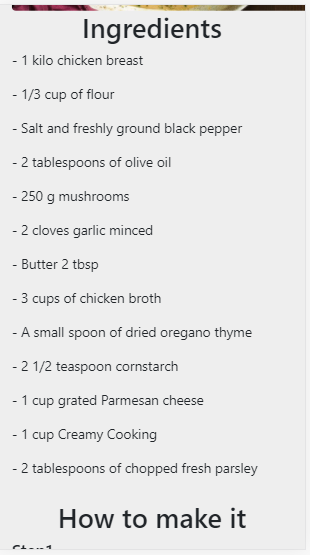 Ingredients
- 1 kilo chicken breast
- 1/3 cup of flour
- Salt and freshly ground black pepper
- 2 tablespoons of olive oil
- 250 g mushrooms
- 2 cloves garlic minced
- Butter 2 tbsp
- 3 cups of chicken broth
- A small spoon of dried oregano thyme
- 2 1/2 teaspoon cornstarch
- 1 cup grated Parmesan cheese
- 1 cup Creamy Cooking
- 2 tablespoons of chopped fresh parsley
How to make it
Step1